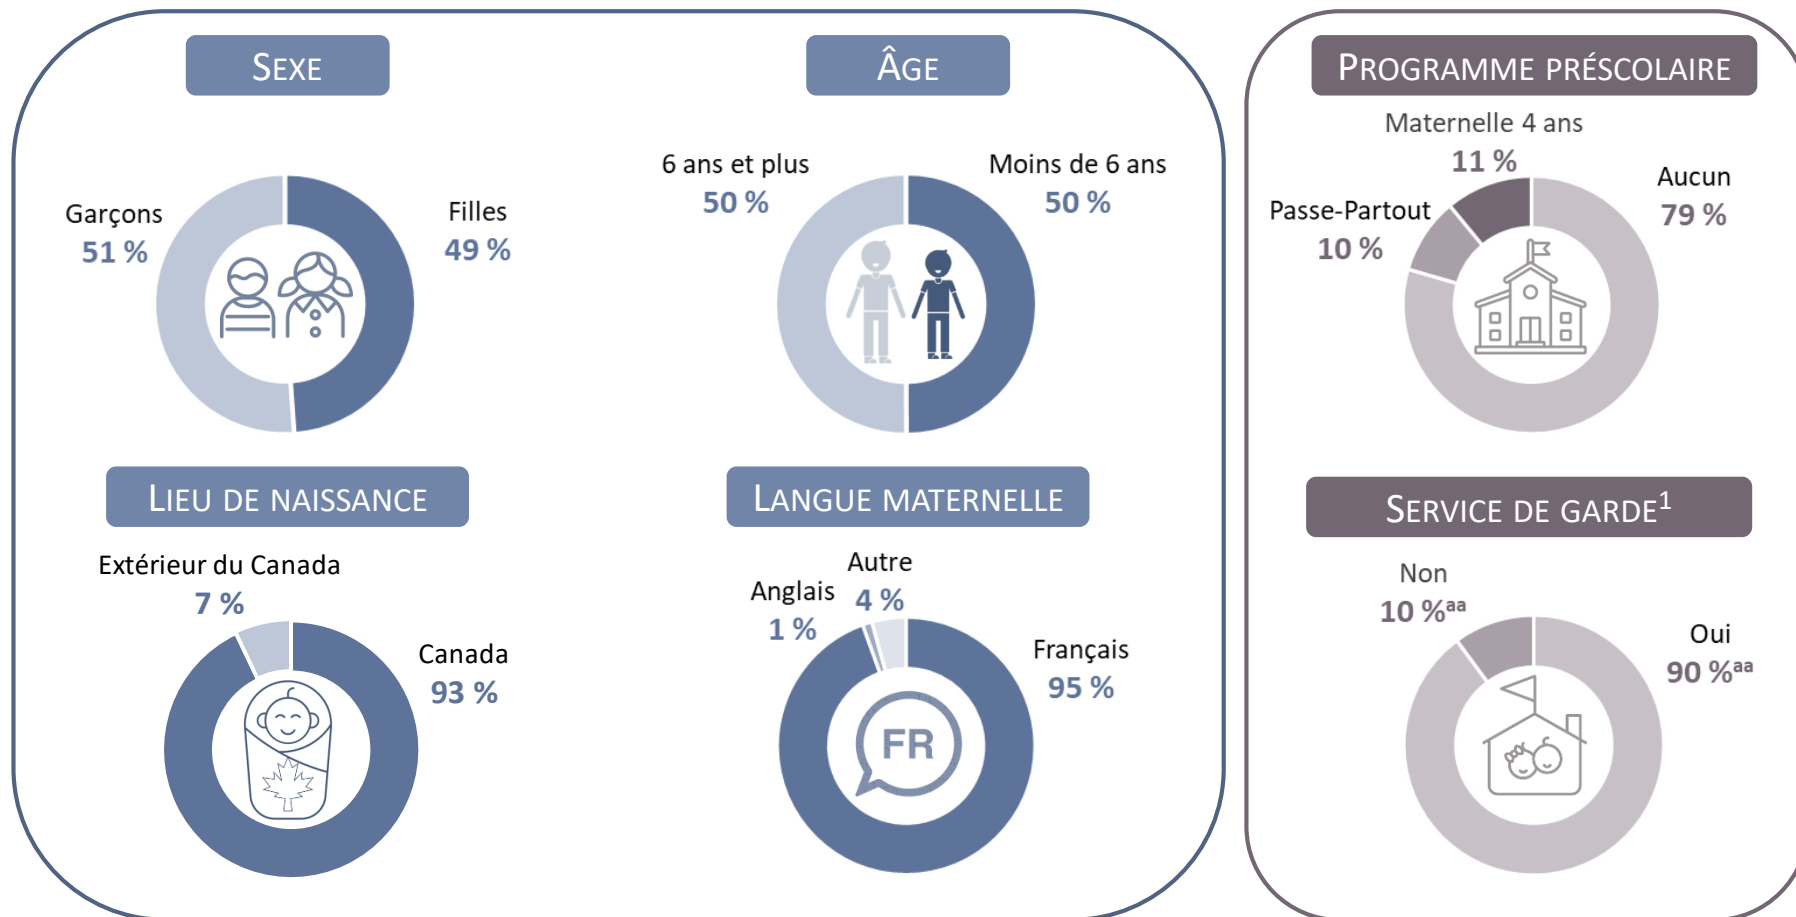 SEXE
Garçons
51 %
Filles
49 %
ÂGE
6 ans et plus
50 %
Moins de 6 ans
50 %
LIEU DE NAISSANCE
Extérieur du Canada
7 %
Canada
93 %
LANGUE MATERNELLE
Autre
4 %
Anglais
1 %
Français
95 %
FR
PROGRAMME PRÉSCOLAIRE
Maternelle 4 ans
11 %
Aucun
79 %
Passe-Partout
10 %
SERVICE DE GARDE¹
Non
10 %ᵃᵃ
Oui
90 %ᵃᵃ